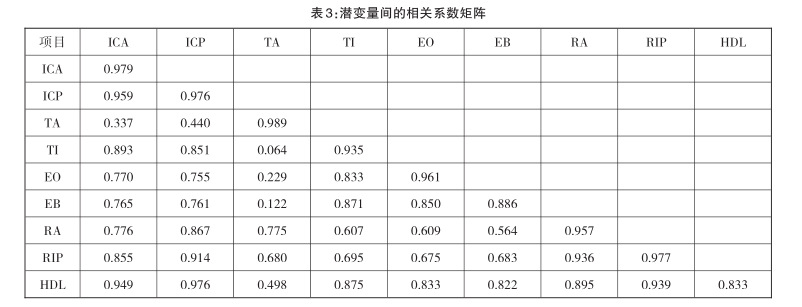 表3:潜变量间的相关系数矩阵
项目 ICA ICP TA TI EO EB RA RIP HDL
ICA 0.979
ICP 0.959 0.976
TA 0.337 0.440 0.989
TI 0.893 0.851 0.064 0.935
EO 0.770 0.755 0.229 0.833 0.961
EB 0.765 0.761 0.122 0.871 0.850 0.886
RA 0.776 0.867 0.775 0.607 0.609 0.564 0.957
RIP 0.855 0.914 0.680 0.695 0.675 0.683 0.936 0.977
HDL 0.949 0.976 0.498 0.875 0.833 0.822 0.895 0.939 0.833